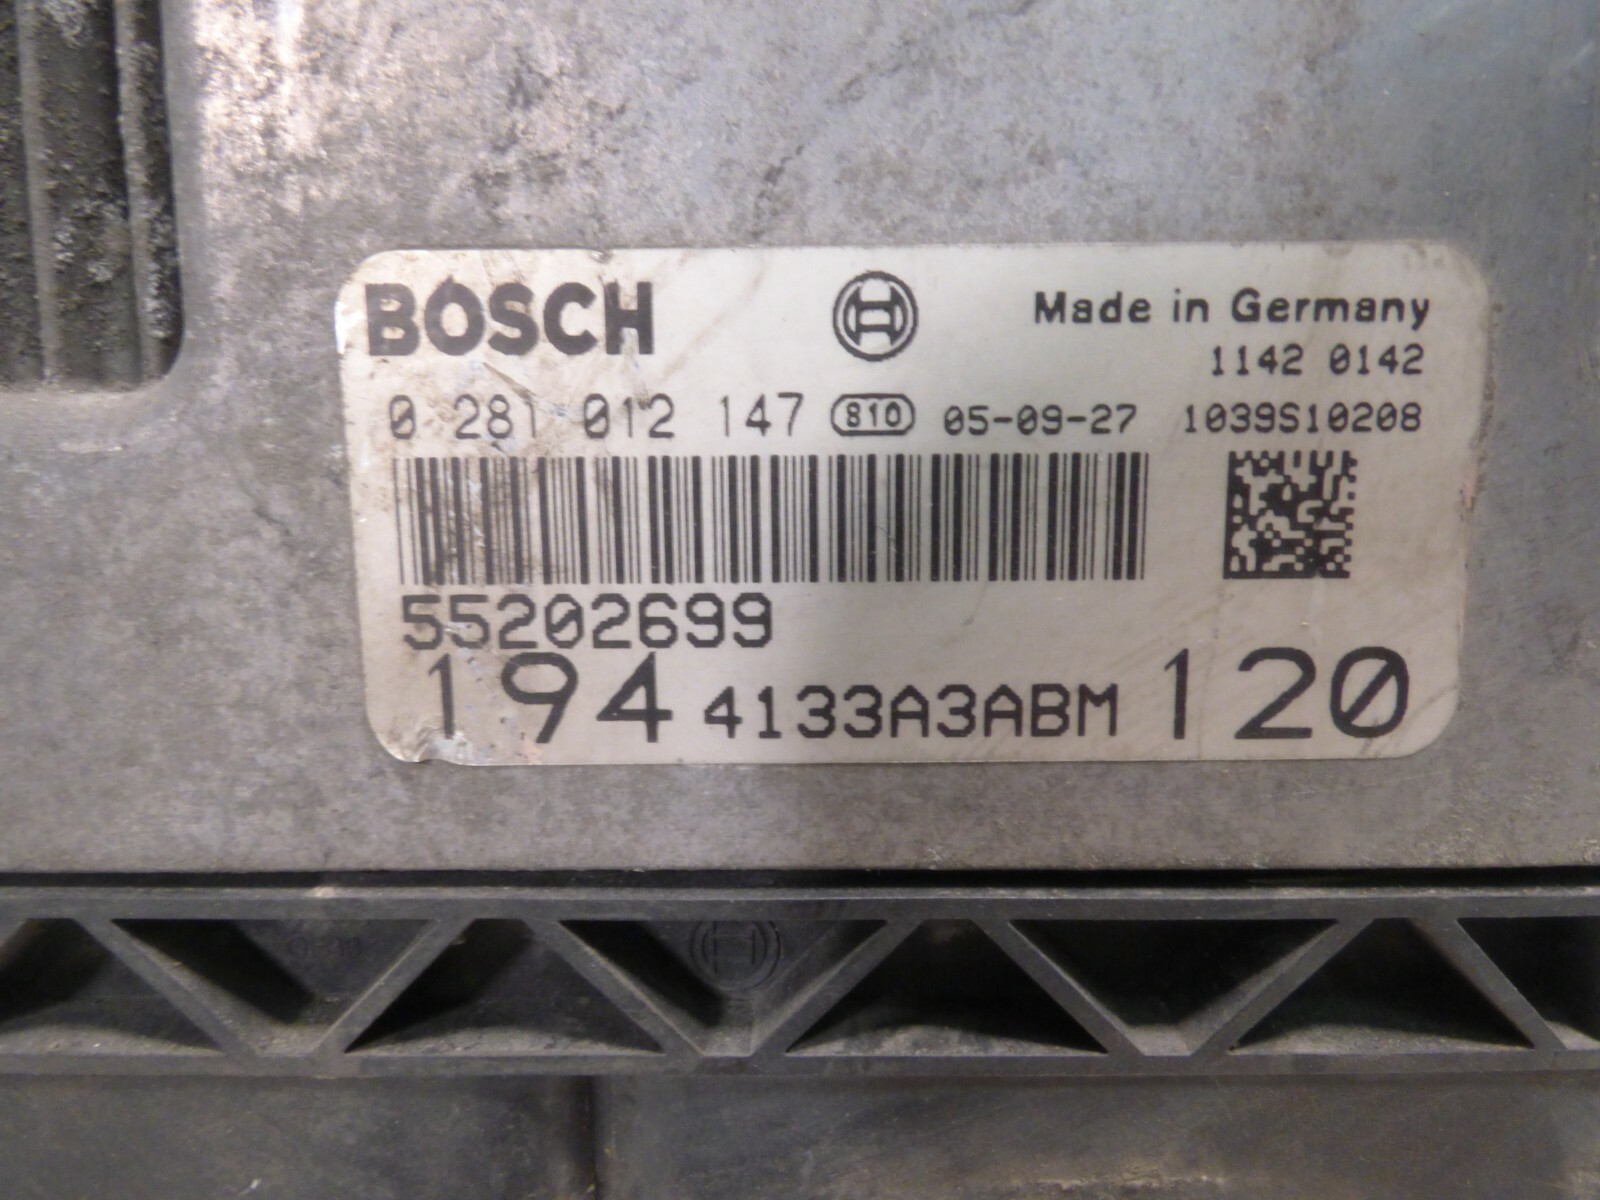 BOSCH
Made in Germany
1142 0142
0 281 012 147 810 05-09-27 1039S10208
55202699
194 4133A3ABM 120